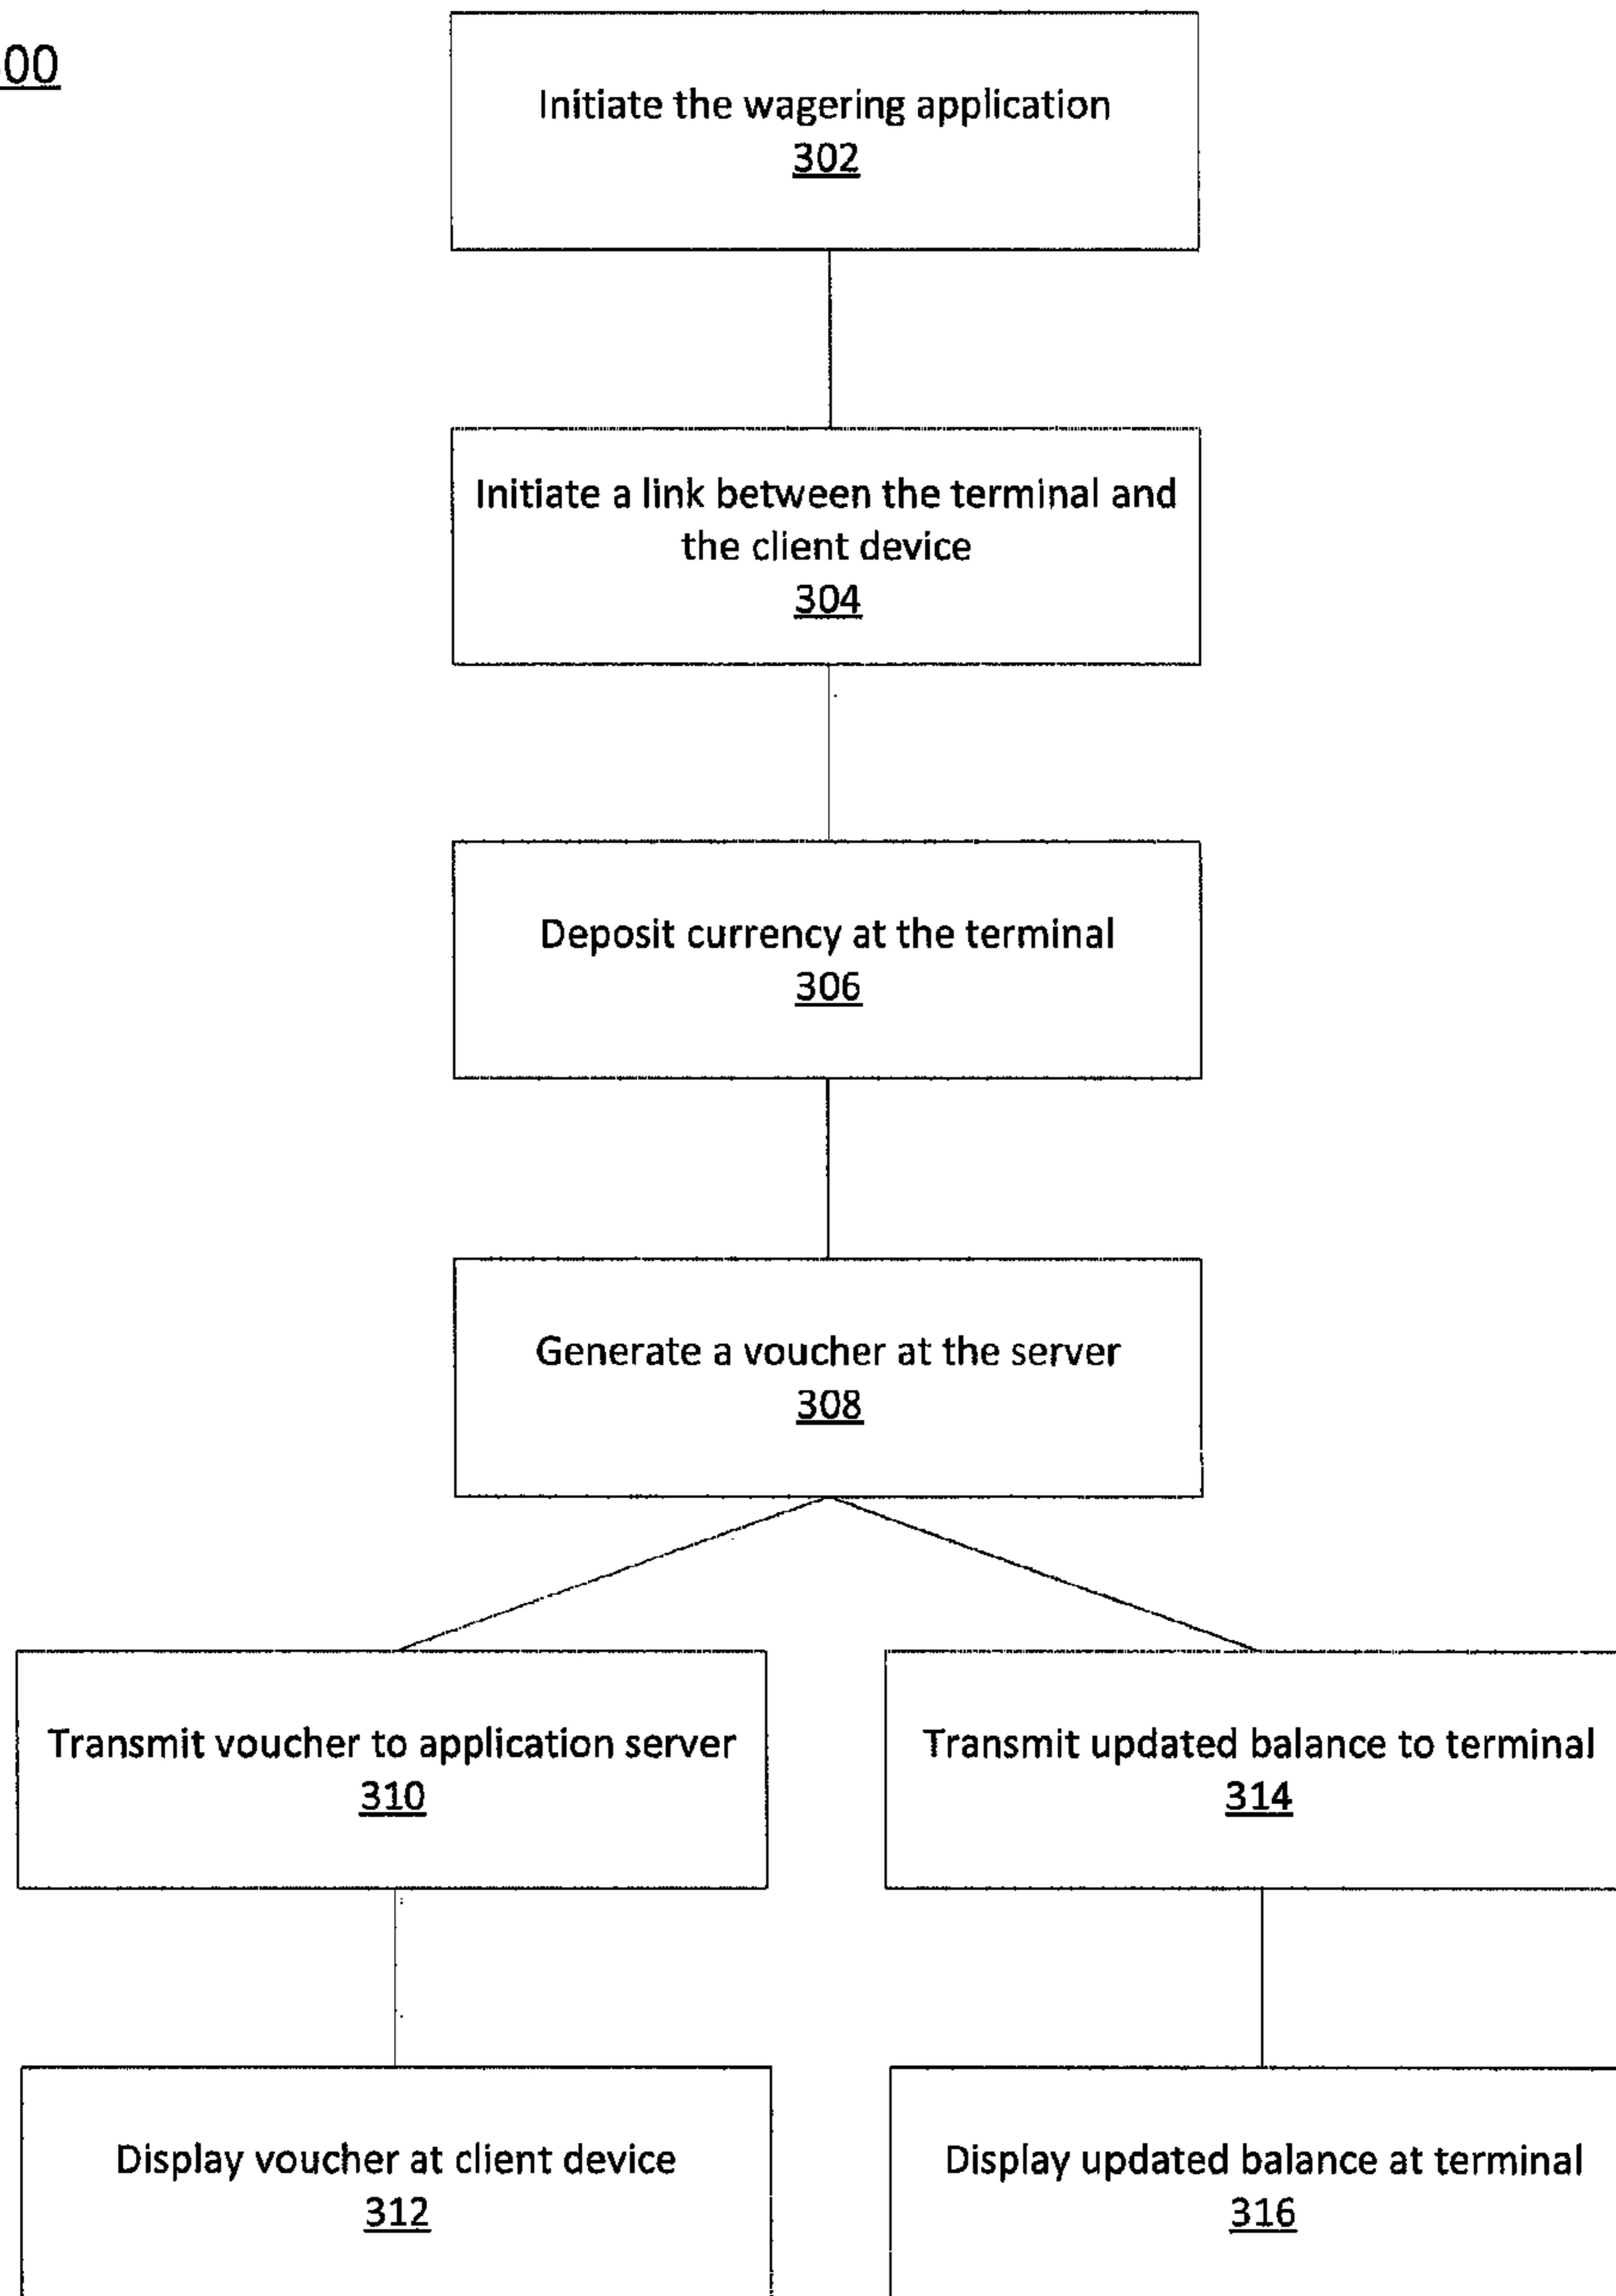 00
Initiate the wagering application
302
Initiate a link between the terminal and
the client device
304
Deposit currency at the terminal
306
Generate a voucher at the server
308
Transmit voucher to application server
310
Transmit updated balance to terminal
314
Display voucher at client device
312
Display updated balance at terminal
316